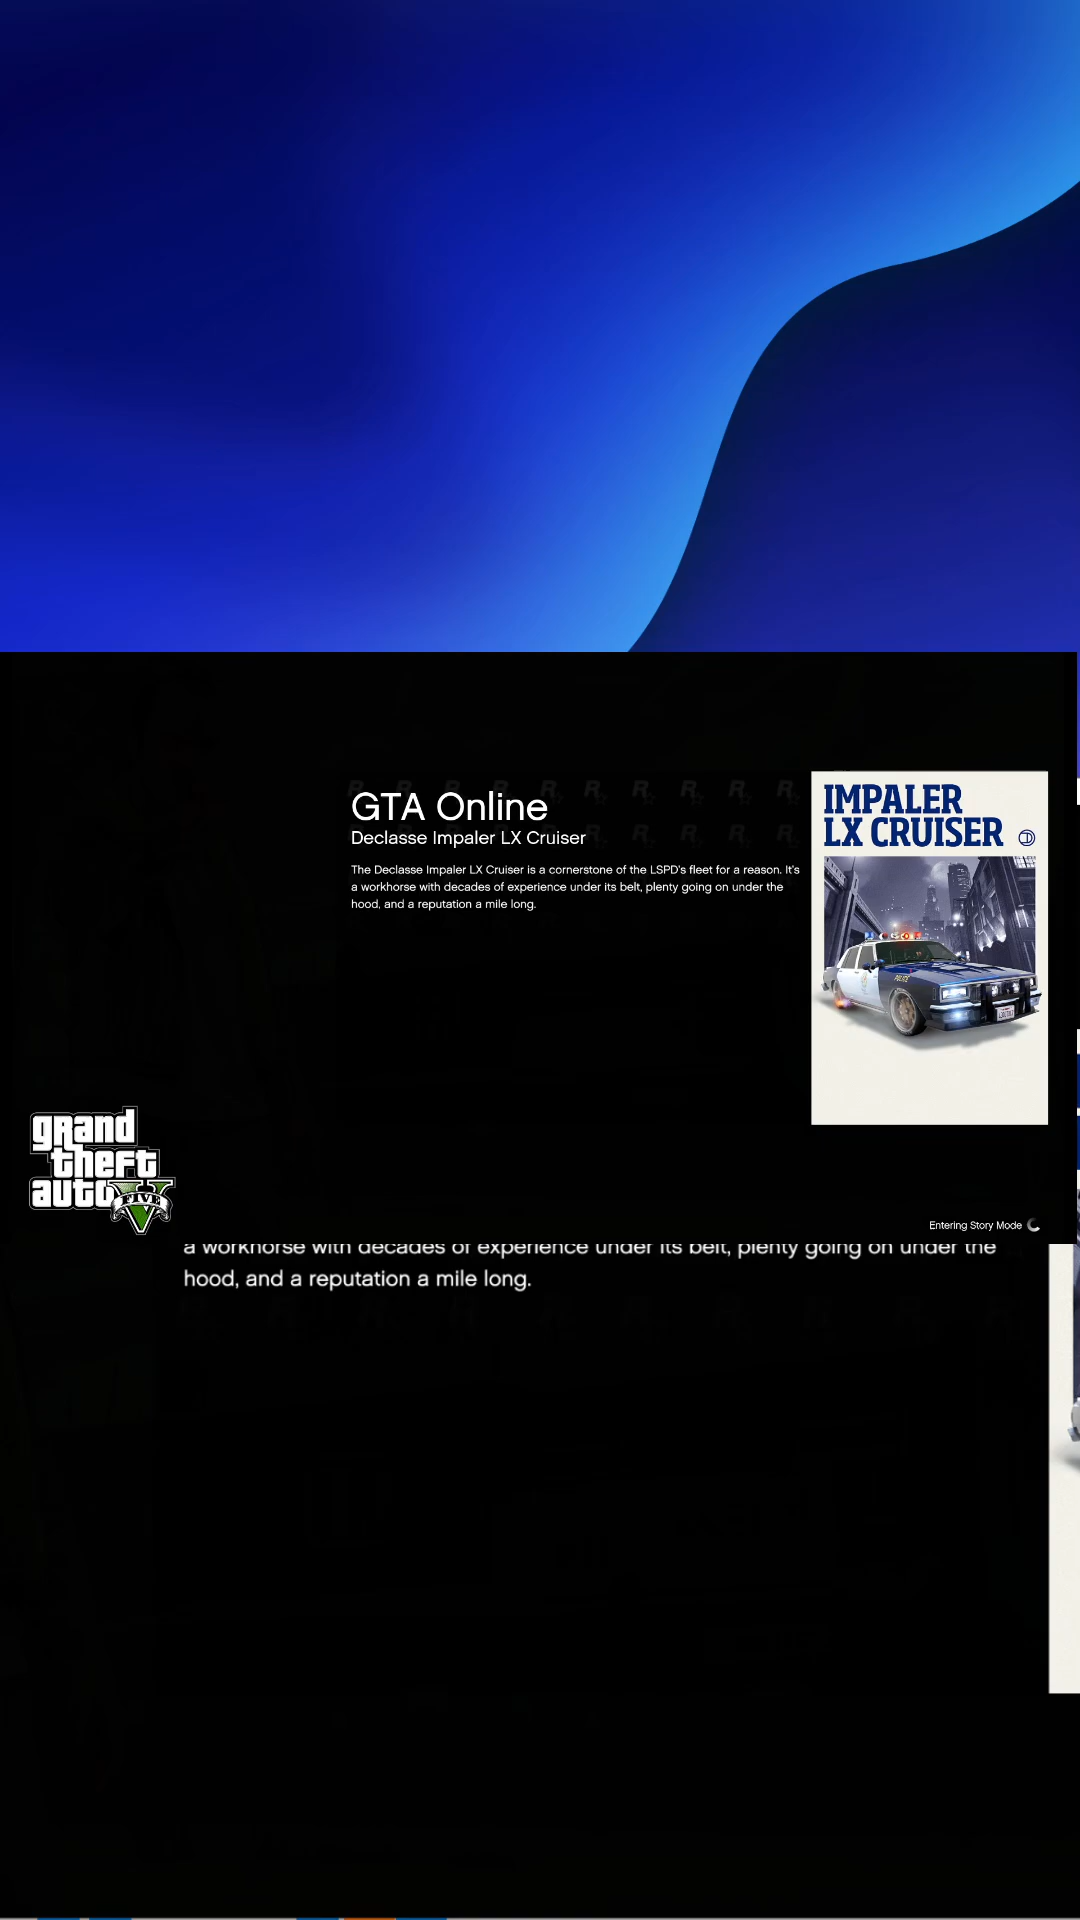 GTA Online
Declasse Impaler LX Cruiser
The Declasse Impaler LX Cruiser is a cornerstone of the LSPD's fleet for a reason. It's
a workhorse with decades of experience under its belt, plenty going on under the
hood, and a reputation a mile long.
IMPALER
LX CRUISER
POLICE
grand
theft
auto V
FIVE
Entering Story Mode
a workhorse with decades of experience under its belt, plenty going on under the
hood, and a reputation a mile long.